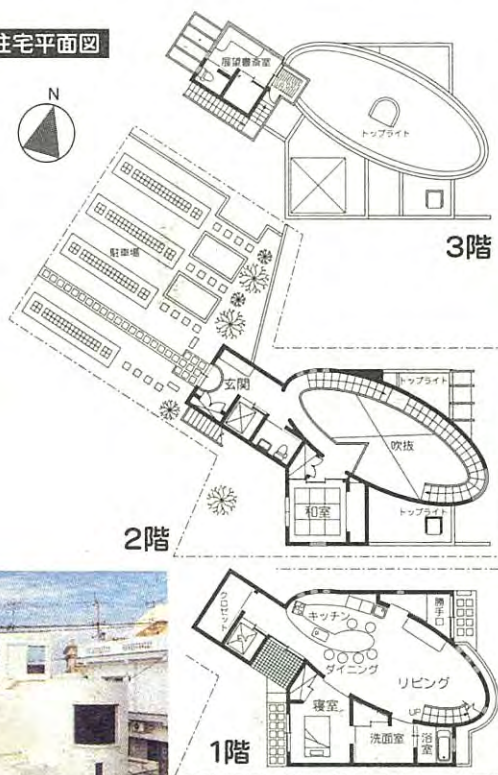 住宅平面図
N
展望書斎室
トップライト
3階
駐車場
玄関
トップライト
吹抜
和室
トップライト
2階
クロゼット
キッチン
勝手口
EV
ダイニング
リビング
寝室
UP
洗面室
浴室
1階